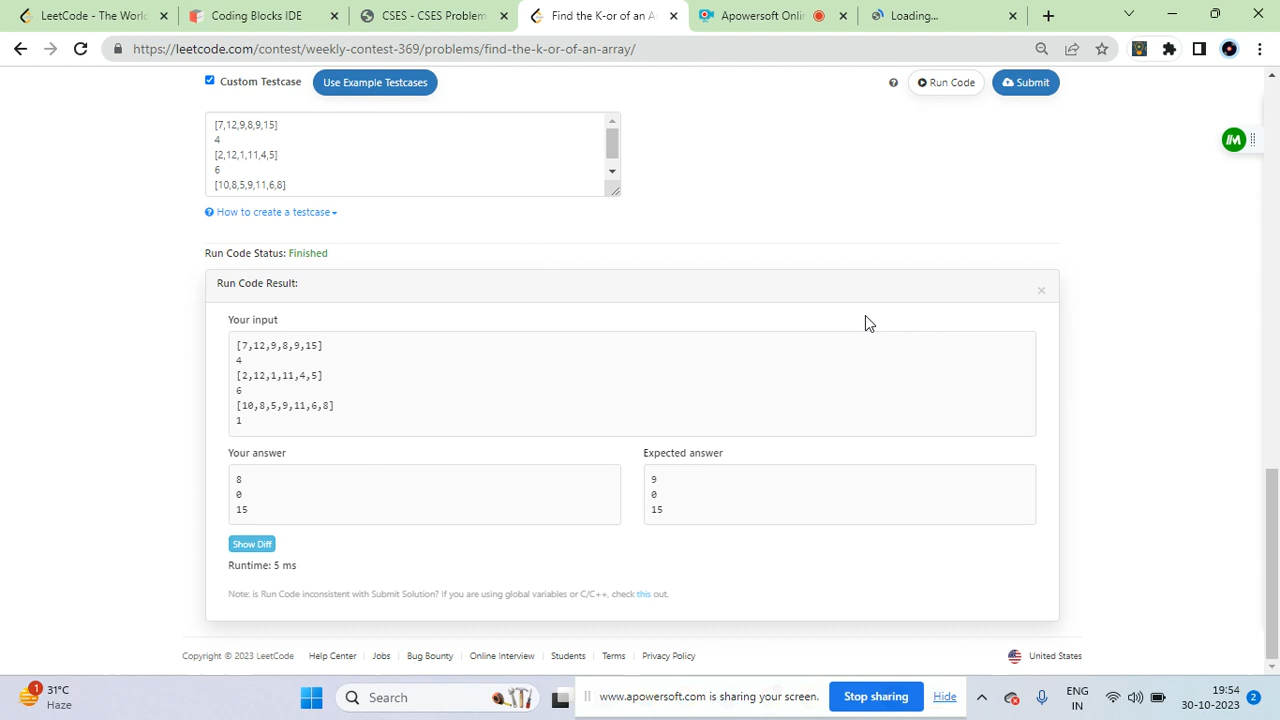 LeetCode - The World
Coding Blocks IDE
CSES - CSES Problem
Find the K-or of an A
Apowersoft Onli
Loading...
https://leetcode.com/contest/weekly-contest-369/problems/find-the-k-or-of-an-array/
Custom Testcase
Use Example Testcases
Run Code
Submit
[7,12,9,8,9,15]
4
[2,12,1,11,4,5]
6
[10,8,5,9,11,6,8]
How to create a testcase
Run Code Status: Finished
Run Code Result:
Your input
[7,12,9,8,9,15]
4
[2,12,1,11,4,5]
6
[10,8,5,9,11,6,8]
1
Your answer
Expected answer
8
0
15
9
0
15
Show Diff
Runtime: 5 ms
Note: is Run Code inconsistent with Submit Solution? If you are using global variables or C/C++, check this out.
Copyright © 2023 LeetCode Help Center Jobs Bug Bounty Online Interview Students Terms Privacy Policy United States
1
31°C
Haze
Search
www.apowersoft.com is sharing your screen. Stop sharing Hide
ENG
IN
19:54
30-10-2023
2